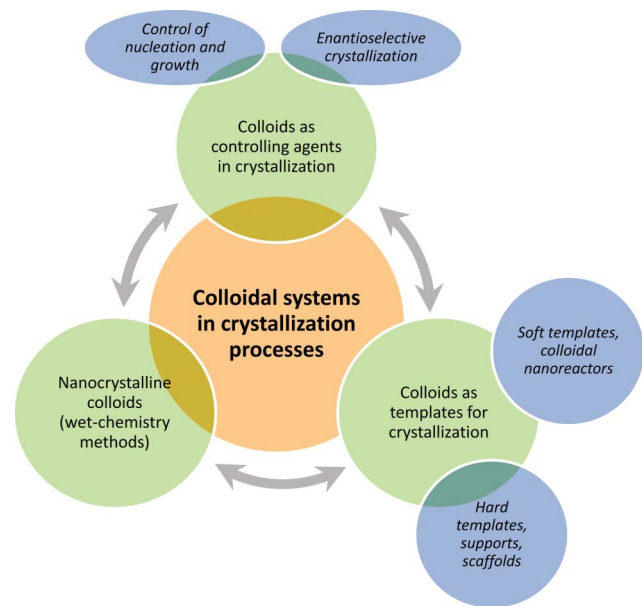 Control of
nucleation and
growth
Enantioselective
crystallization
Colloids as
controlling agents
in crystallization
Colloidal systems
in crystallization
processes
Soft templates,
colloidal
nanoreactors
Nanocrystalline
colloids
(wet-chemistry
methods)
Colloids as
templates for
crystallization
Hard
templates,
supports,
scaffolds